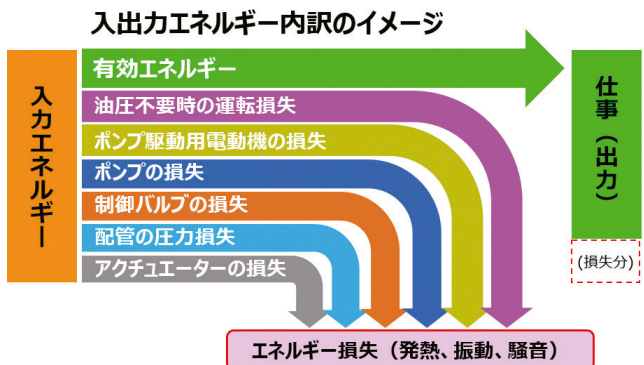 入出力エネルギー内訳のイメージ
入力エネルギー
有効エネルギー
油圧不要時の運転損失
ポンプ駆動用電動機の損失
ポンプの損失
制御バルブの損失
配管の圧力損失
アクチュエーターの損失
仕事（出力）
(損失分)
エネルギー損失（発熱、振動、騒音）